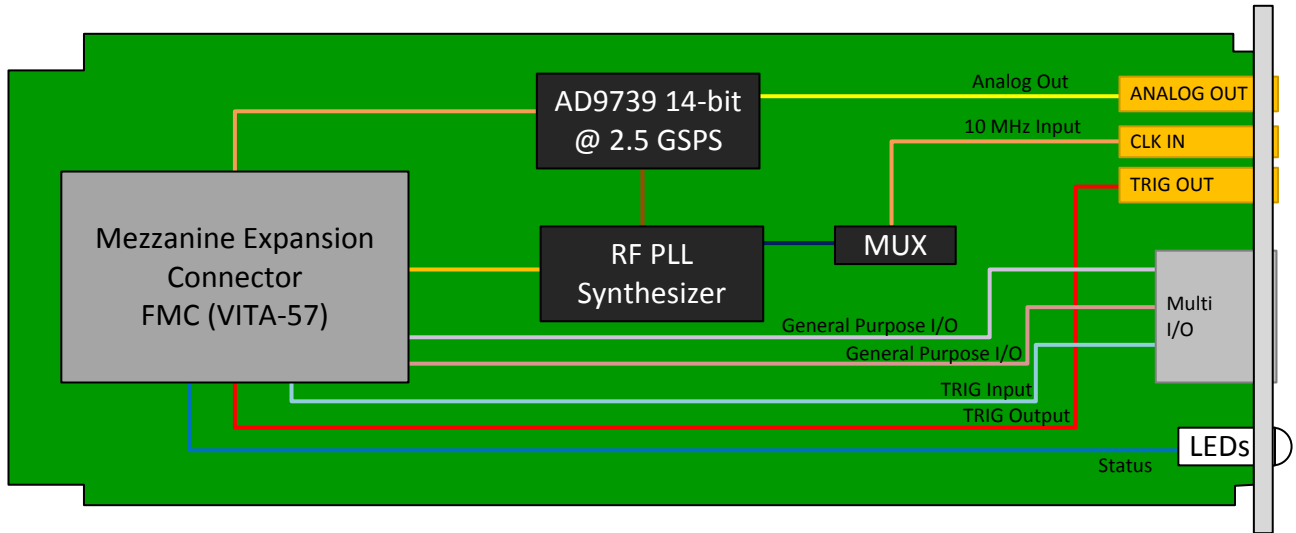 AD9739 14-bit
@ 2.5 GSPS
Analog Out
ANALOG OUT
10 MHz Input
CLK IN
TRIG OUT
Mezzanine Expansion
Connector
FMC (VITA-57)
RF PLL
Synthesizer
MUX
Multi
I/O
General Purpose I/O
General Purpose I/O
TRIG Input
TRIG Output
Status
LEDs